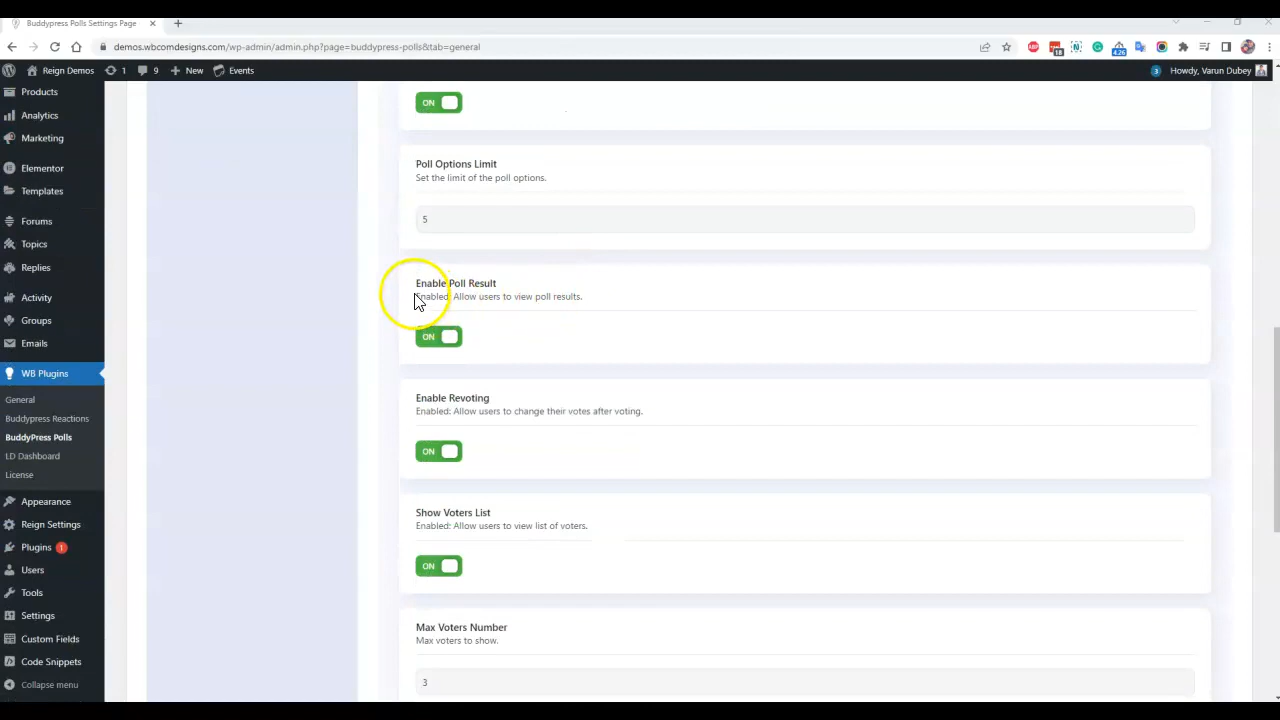 Buddypress Polls Settings Page
demos.wbcomdesigns.com/wp-admin/admin.php?page=buddypress-polls&tab=general
18
4.26
Reign Demos
1
9
New
Events
3
Howdy, Varun Dubey
Products
Analytics
Marketing
Elementor
Templates
Forums
Topics
Replies
Activity
Groups
Emails
WB Plugins
General
Buddypress Reactions
BuddyPress Polls
LD Dashboard
License
Appearance
Reign Settings
Plugins 1
Users
Tools
Settings
Custom Fields
Code Snippets
Collapse menu
ON
Poll Options Limit
Set the limit of the poll options.
5
Enable Poll Result
Enabled: Allow users to view poll results.
ON
Enable Revoting
Enabled: Allow users to change their votes after voting.
ON
Show Voters List
Enabled: Allow users to view list of voters.
ON
Max Voters Number
Max voters to show.
3